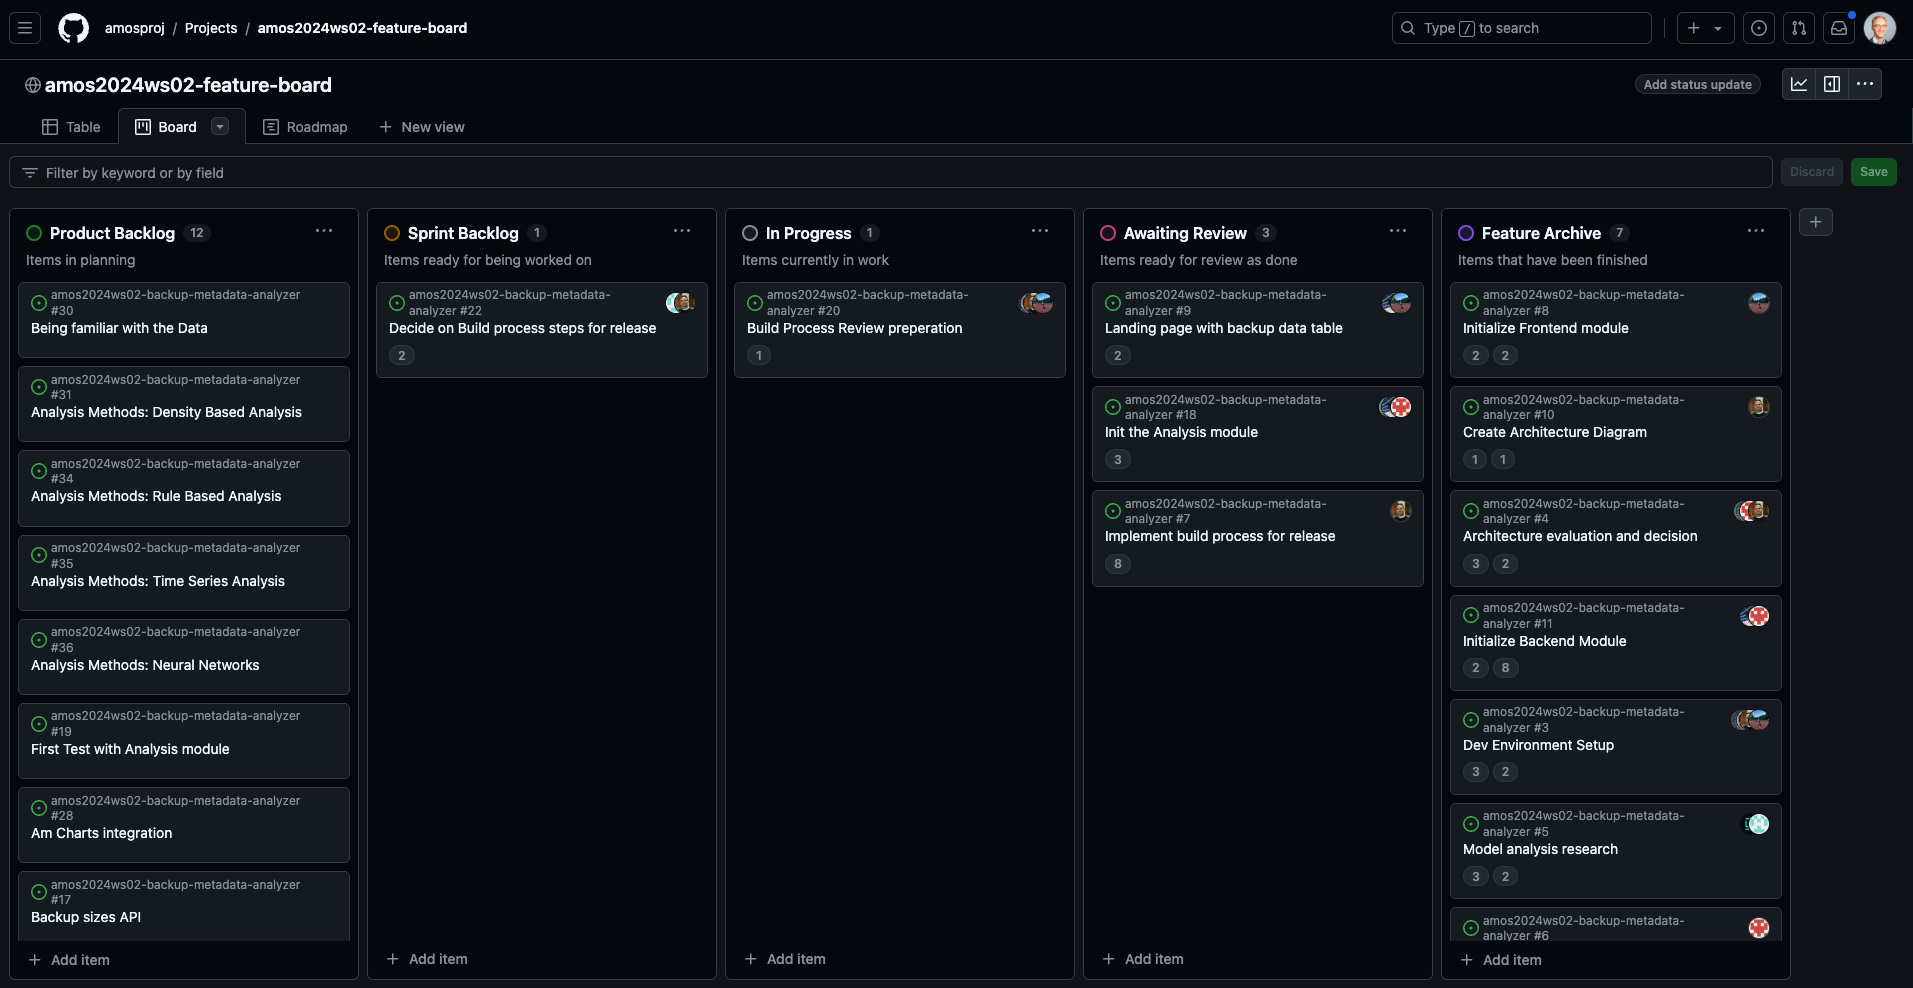 amosproj / Projects / amos2024ws02-feature-board
Type / to search
amos2024ws02-feature-board
Add status update
Table
Board
Roadmap
New view
Filter by keyword or by field
Discard
Save
Product Backlog 12
Items in planning
amos2024ws02-backup-metadata-analyzer
#30
Being familiar with the Data
amos2024ws02-backup-metadata-analyzer
#31
Analysis Methods: Density Based Analysis
amos2024ws02-backup-metadata-analyzer
#34
Analysis Methods: Rule Based Analysis
amos2024ws02-backup-metadata-analyzer
#35
Analysis Methods: Time Series Analysis
amos2024ws02-backup-metadata-analyzer
#36
Analysis Methods: Neural Networks
amos2024ws02-backup-metadata-analyzer
#19
First Test with Analysis module
amos2024ws02-backup-metadata-analyzer
#28
Am Charts integration
amos2024ws02-backup-metadata-analyzer
#17
Backup sizes API
Add item
Sprint Backlog 1
Items ready for being worked on
amos2024ws02-backup-metadata-
analyzer #22
Decide on Build process steps for release
2
Add item
In Progress 1
Items currently in work
amos2024ws02-backup-metadata-
analyzer #20
Build Process Review preperation
1
Add item
Awaiting Review 3
Items ready for review as done
amos2024ws02-backup-metadata-
analyzer #9
Landing page with backup data table
2
amos2024ws02-backup-metadata-
analyzer #18
Init the Analysis module
3
amos2024ws02-backup-metadata-
analyzer #7
Implement build process for release
8
Add item
Feature Archive 7
Items that have been finished
amos2024ws02-backup-metadata-
analyzer #8
Initialize Frontend module
2 2
amos2024ws02-backup-metadata-
analyzer #10
Create Architecture Diagram
1 1
amos2024ws02-backup-metadata-
analyzer #4
Architecture evaluation and decision
3 2
amos2024ws02-backup-metadata-
analyzer #11
Initialize Backend Module
2 8
amos2024ws02-backup-metadata-
analyzer #3
Dev Environment Setup
3 2
amos2024ws02-backup-metadata-
analyzer #5
Model analysis research
3 2
amos2024ws02-backup-metadata-
analyzer #6
Add item